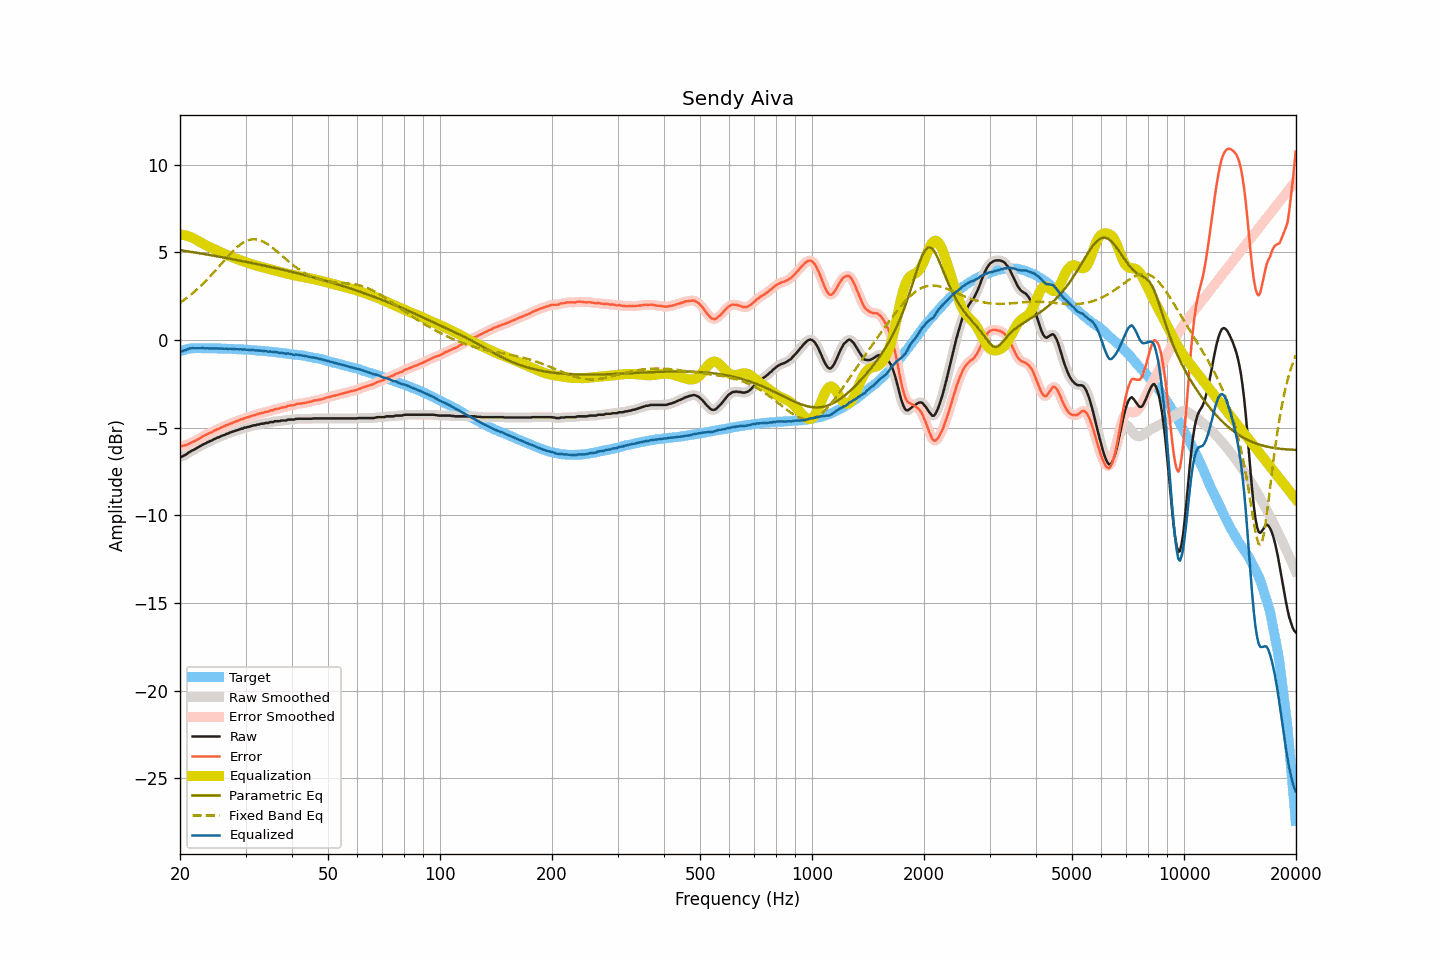 Sendy Aiva
Amplitude (dBr)
10
5
0
−5
−10
−15
−20
−25
Target
Raw Smoothed
Error Smoothed
Raw
Error
Equalization
Parametric Eq
Fixed Band Eq
Equalized
20 50 100 200 500 1000 2000 5000 10000 20000
Frequency (Hz)